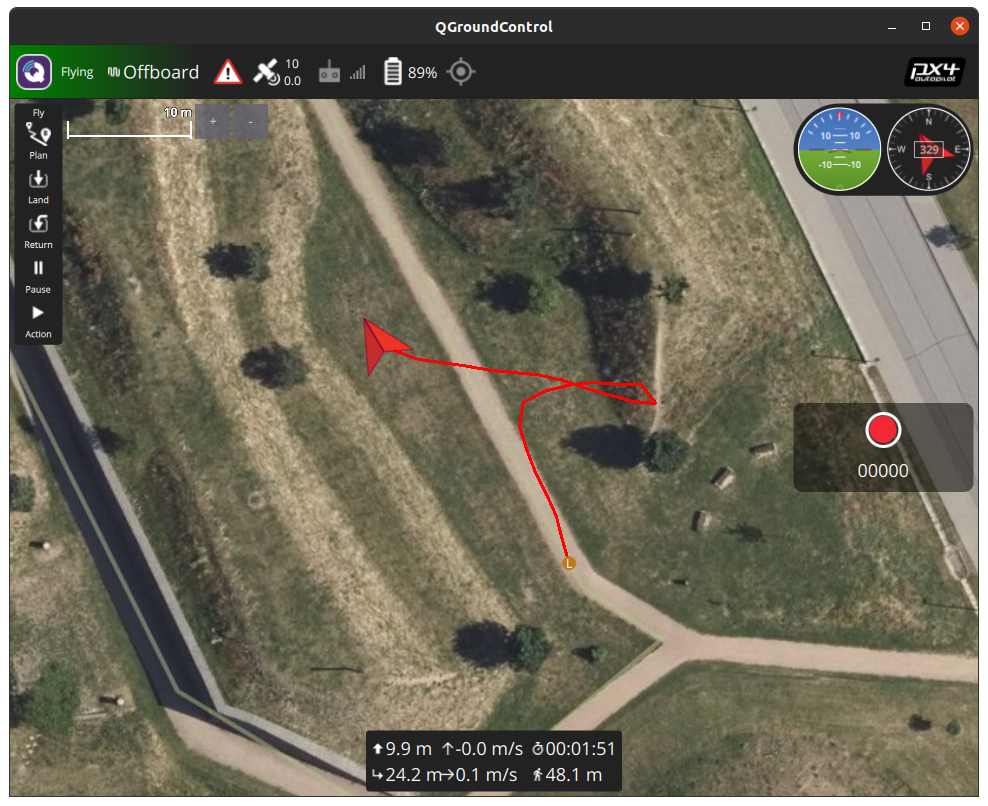 QGroundControl
Flying
Offboard
10
0.0
89%
PX4
autopilot
Fly
Plan
Land
Return
Pause
Action
10 m
+
-
10 10
-10 -10
N
W 329 E
S
00000
L
9.9 m -0.0 m/s 00:01:51
24.2 m 0.1 m/s 48.1 m